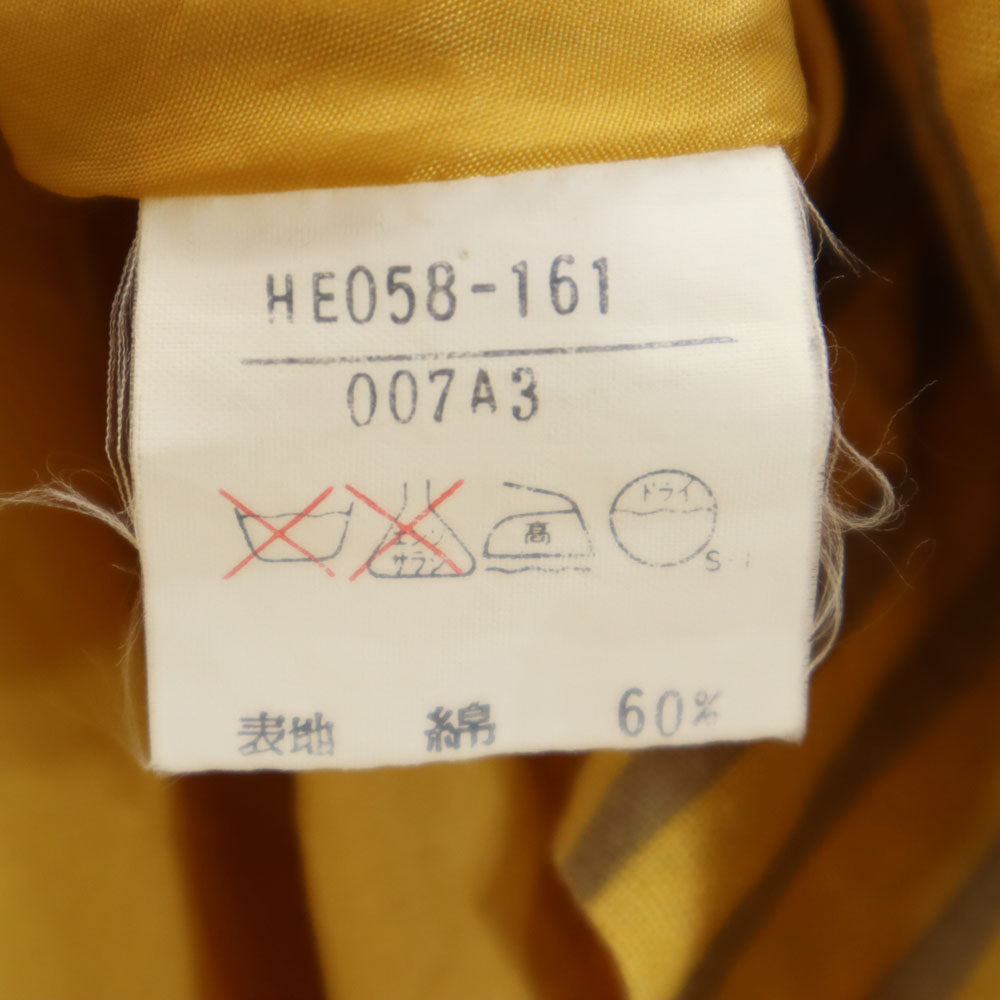 HE058-161
007A3
エンソ
サラシ
高
ドライ
表地 綿 60%